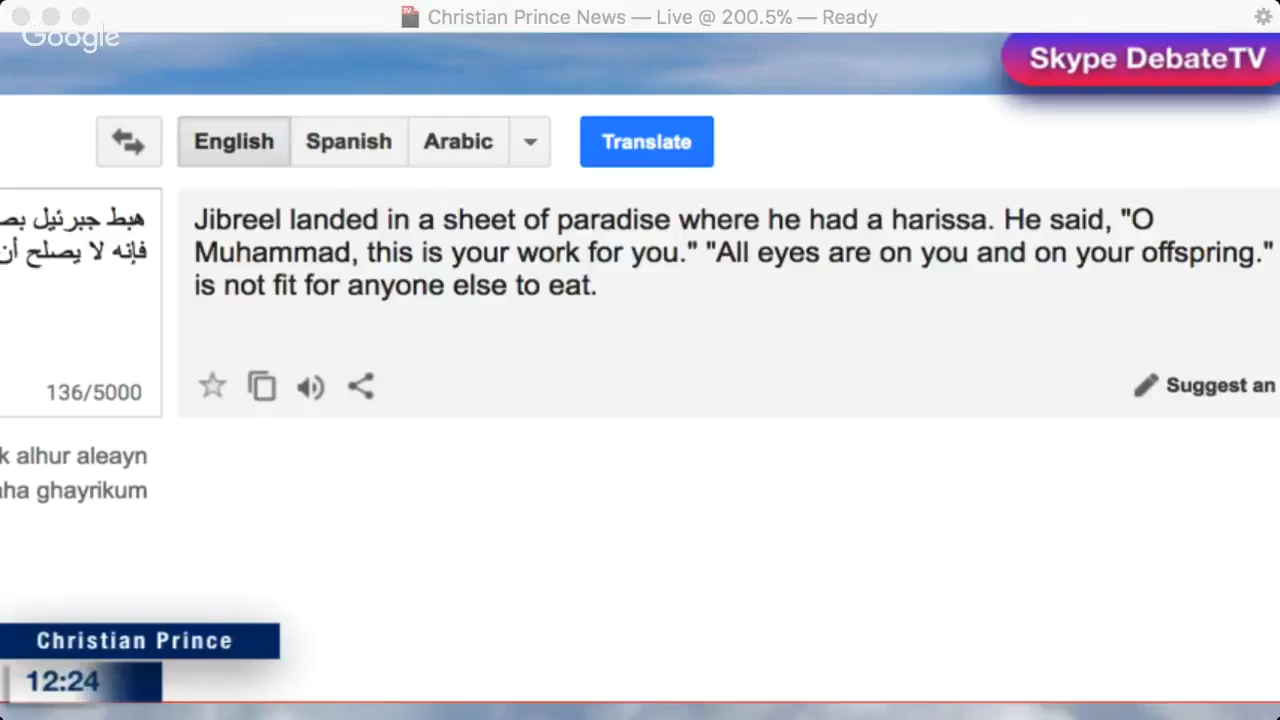 Christian Prince News — Live @ 200.5% — Ready
Google
Skype DebateTV
English Spanish Arabic
Translate
هبط جبرئيل
فإنه لا يصلح أن
136/5000
Jibreel landed in a sheet of paradise where he had a harissa. He said, "O
Muhammad, this is your work for you." "All eyes are on you and on your offspring."
is not fit for anyone else to eat.
Suggest an
k alhur aleayn
aha ghayrikum
Christian Prince
12:24